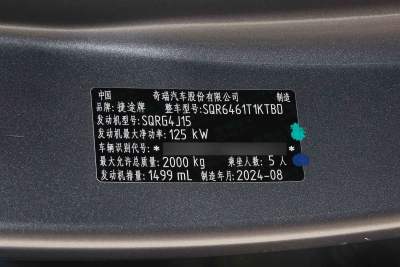 中国 奇瑞汽车股份有限公司 制造
品牌：捷途牌 整车型号：SQR6461T1KTBD
发动机型号：SQRG4J15
发动机最大净功率：125 kW
车辆识别代号：* *
最大允许总质量：2000 kg 乘坐人数：5 人
发动机排量：1499 mL 制造年月：2024-08